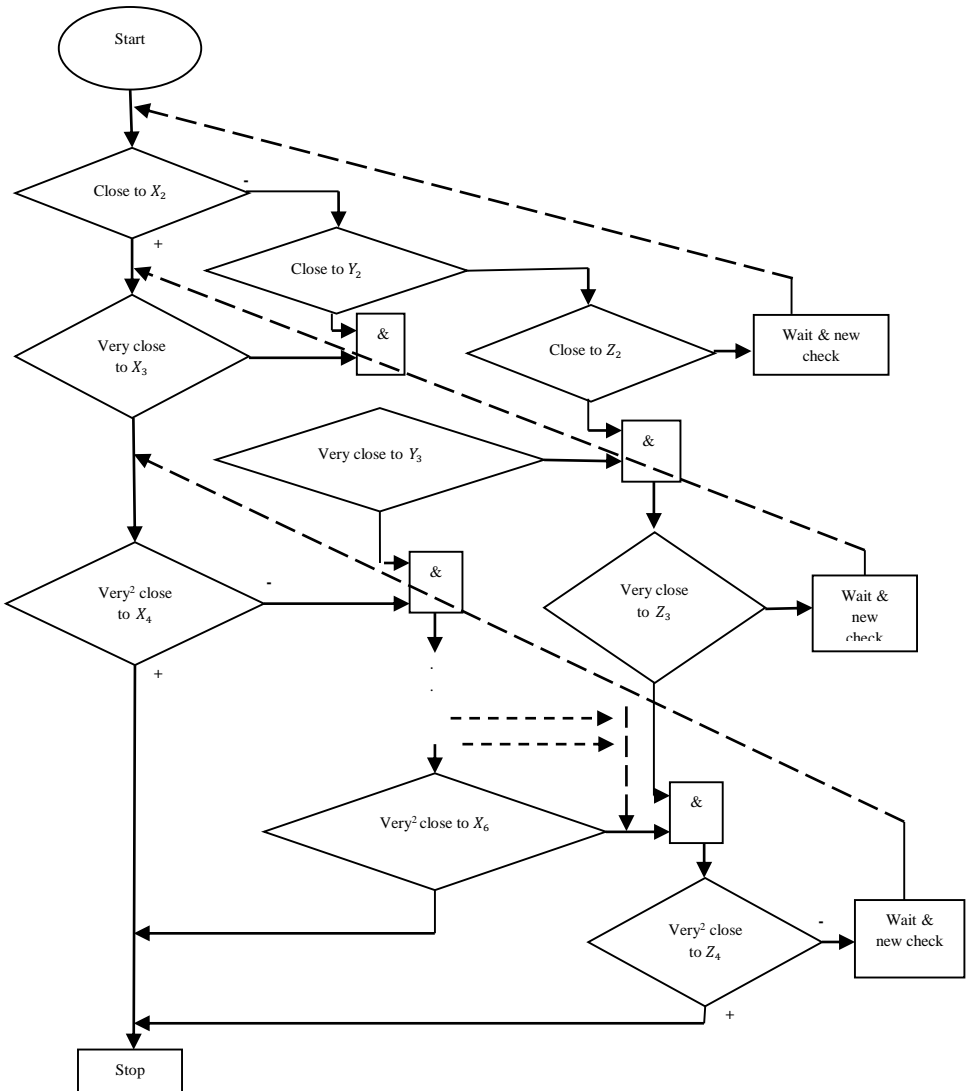 Start
Close to X₂
-
+
Close to Y₂
Close to Z₂
Wait & new
check
&
Very close
to X₃
&
Very close to Y₃
Very² close
to X₄
-
+
&
Very close
to Z₃
Wait &
new
check
.
.
Very² close to X₆
&
Very² close
to Z₄
-
+
Wait &
new check
Stop